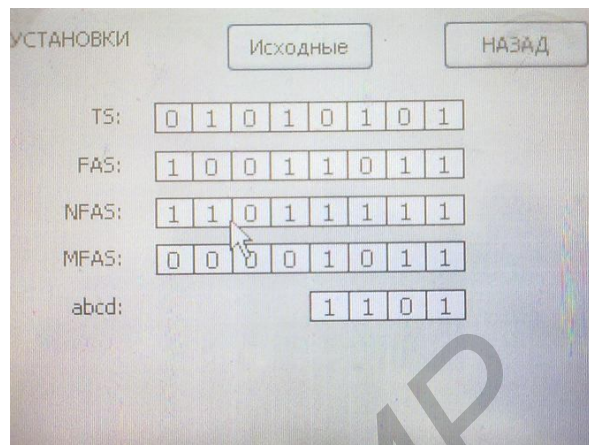 УСТАНОВКИ Исходные НАЗАД
TS: 0 1 0 1 0 1 0 1
FAS: 1 0 0 1 1 0 1 1
NFAS: 1 1 0 1 1 1 1 1
MFAS: 0 0 0 0 1 0 1 1
abcd: 1 1 0 1